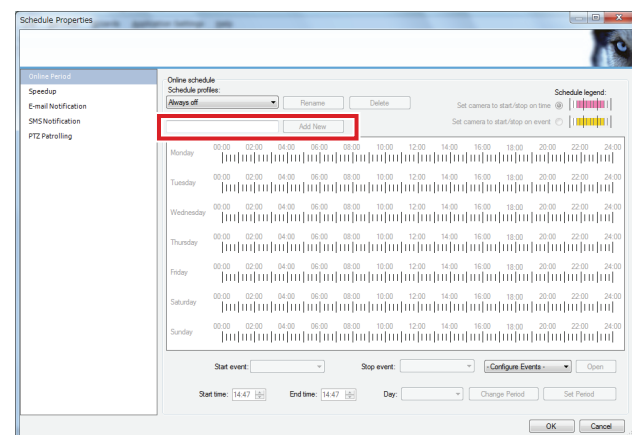 Schedule Properties
Online Period
Speedup
E-mail Notification
SMS Notification
PTZ Patrolling
Online schedule
Schedule profiles:
Schedule legend:
Always off Rename Delete Set camera to start/stop on time
Add New Set camera to start/stop on event
Monday 00:00 02:00 04:00 06:00 08:00 10:00 12:00 14:00 16:00 18:00 20:00 22:00 24:00
Tuesday 00:00 02:00 04:00 06:00 08:00 10:00 12:00 14:00 16:00 18:00 20:00 22:00 24:00
Wednesday 00:00 02:00 04:00 06:00 08:00 10:00 12:00 14:00 16:00 18:00 20:00 22:00 24:00
Thursday 00:00 02:00 04:00 06:00 08:00 10:00 12:00 14:00 16:00 18:00 20:00 22:00 24:00
Friday 00:00 02:00 04:00 06:00 08:00 10:00 12:00 14:00 16:00 18:00 20:00 22:00 24:00
Saturday 00:00 02:00 04:00 06:00 08:00 10:00 12:00 14:00 16:00 18:00 20:00 22:00 24:00
Sunday 00:00 02:00 04:00 06:00 08:00 10:00 12:00 14:00 16:00 18:00 20:00 22:00 24:00
Start event: Stop event: - Configure Events - Open
Start time: 14:47 End time: 14:47 Day: Change Period Set Period
OK Cancel